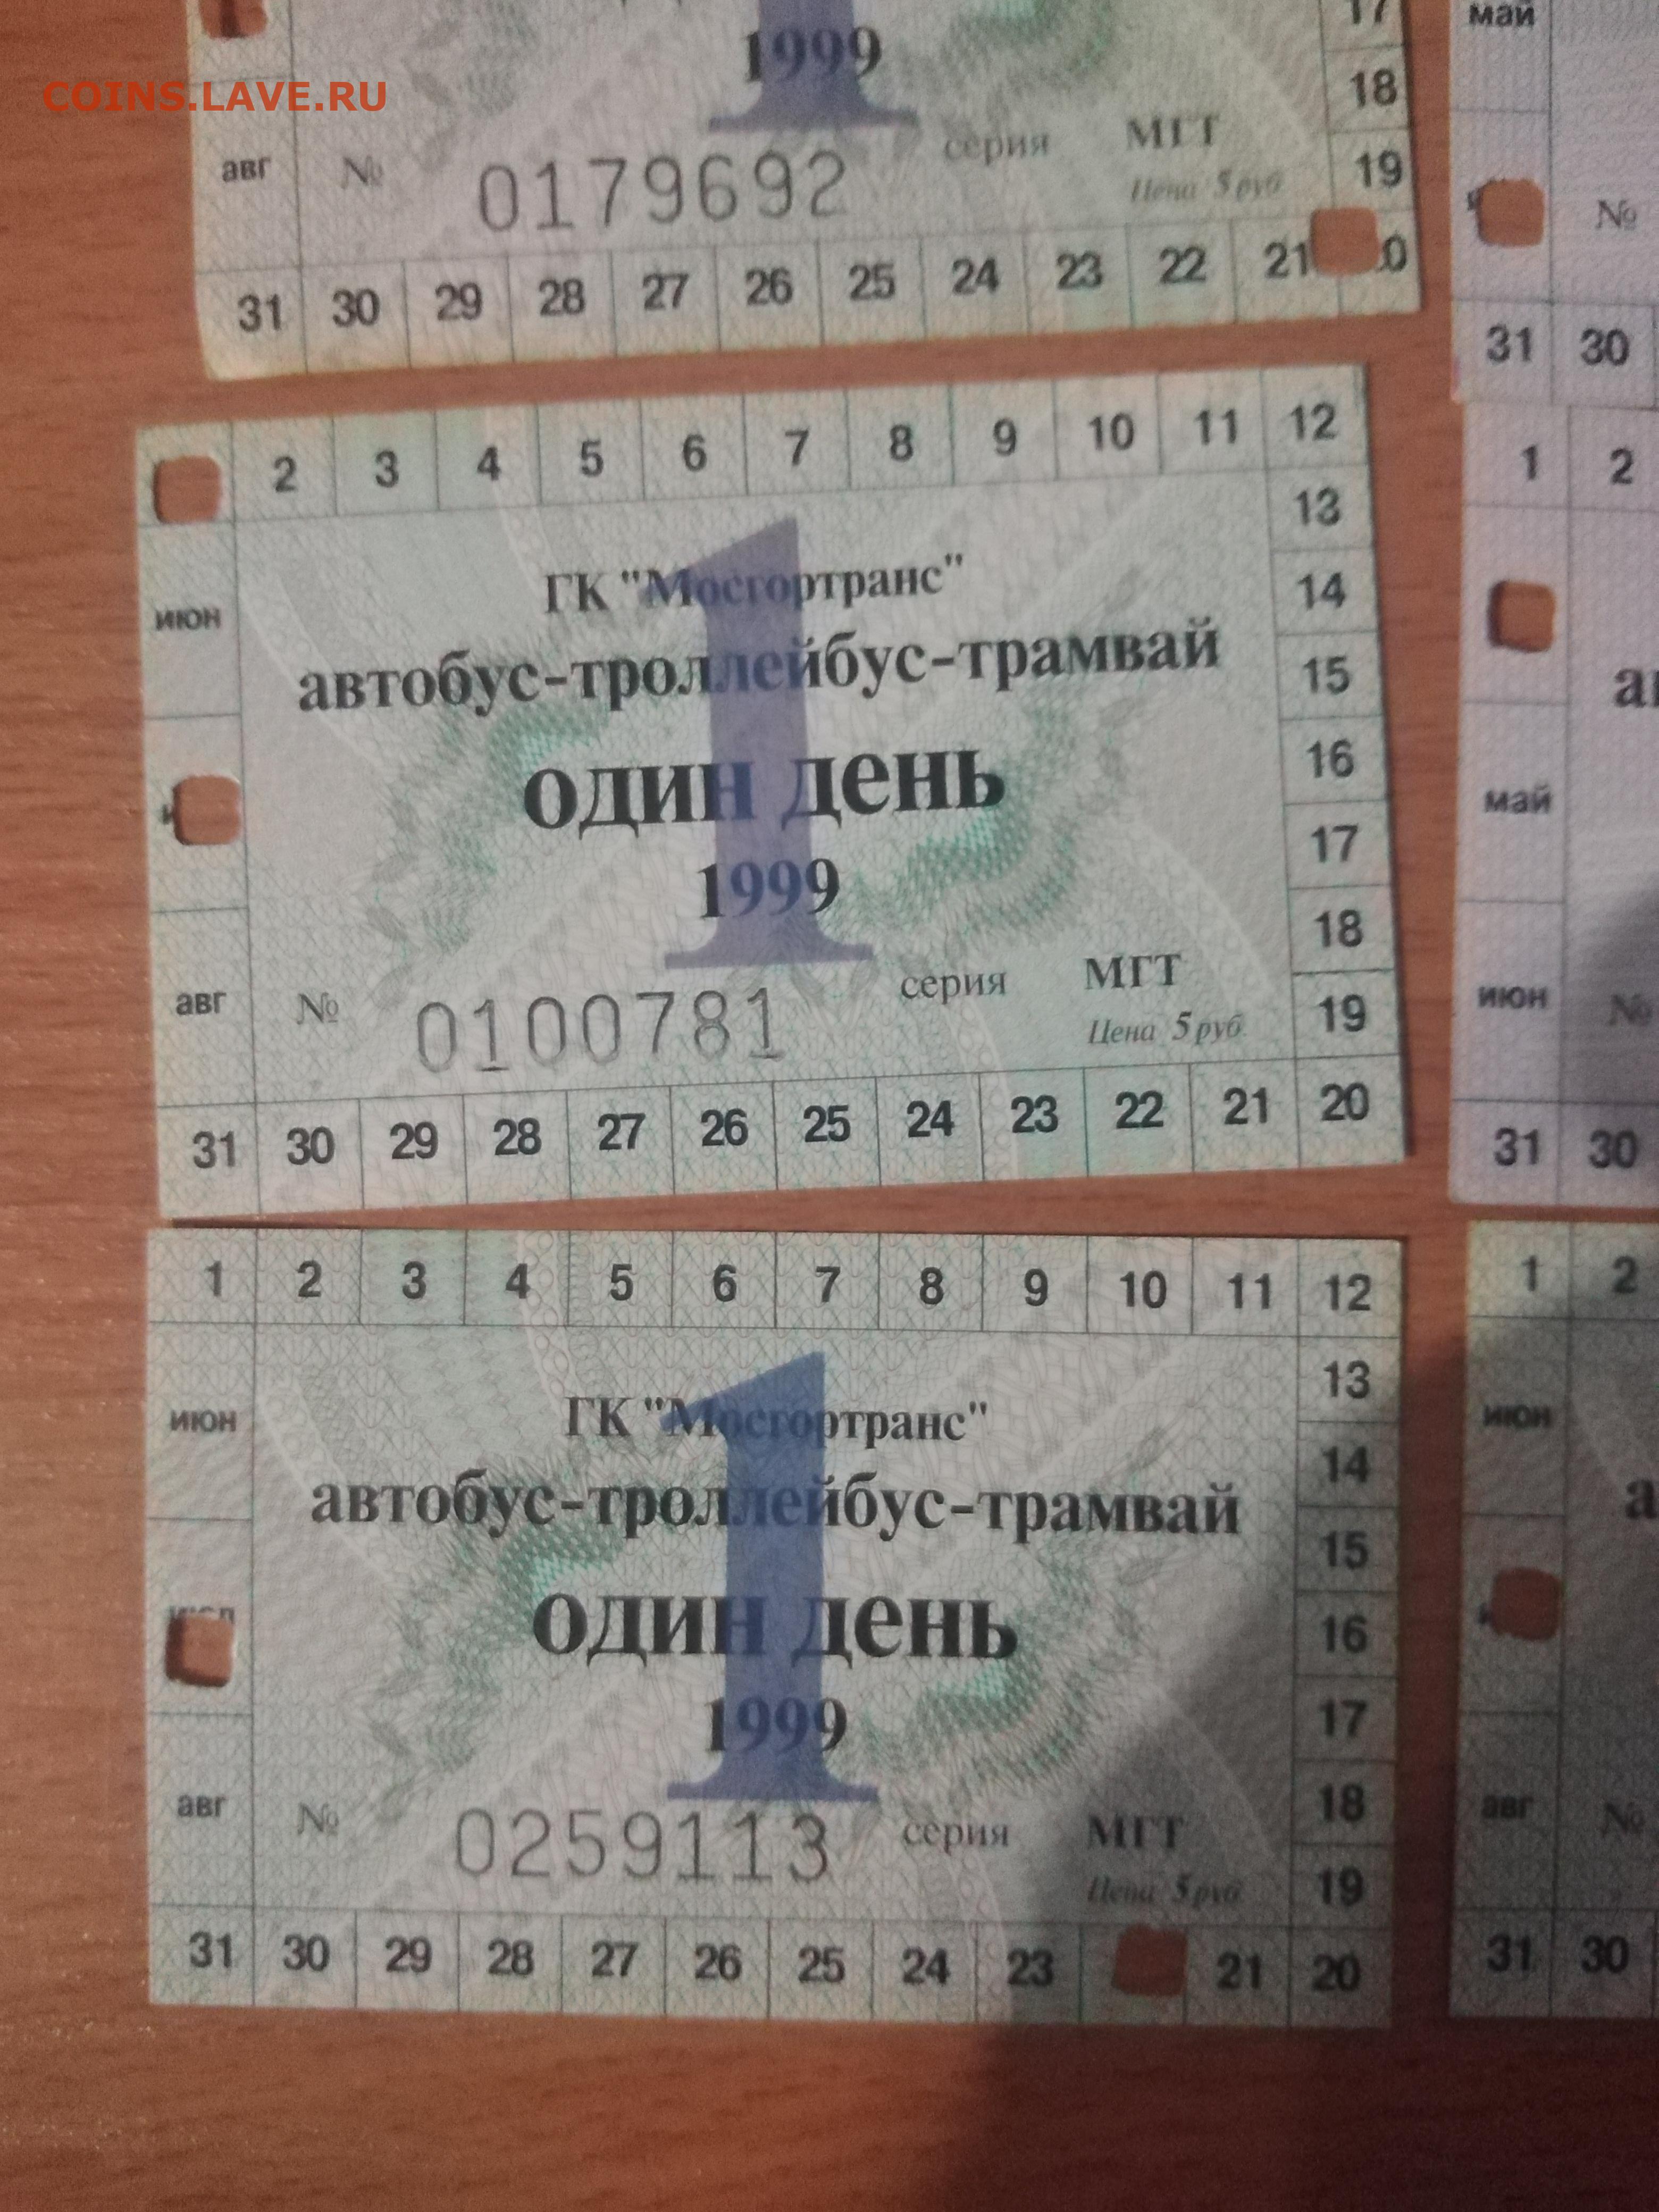 COINS.LAVE.RU
1999
17
18
авг № 0179692 серия МГТ 19
Цена 5 руб
31 30 29 28 27 26 25 24 23 22 21
2 3 4 5 6 7 8 9 10 11 12
13
1
ГК "Мосгортранс"
июн 14
автобус-троллейбус-трамвай
15
один день
16
1999
17
18
авг № 0100781 серия МГТ
Цена 5 руб 19
31 30 29 28 27 26 25 24 23 22 21 20
1 2 3 4 5 6 7 8 9 10 11 12
13
1
июн ГК "Мосгортранс"
14
автобус-троллейбус-трамвай
15
один день
16
1999
17
18
авг № 0259113 серия МГТ
Цена 5 руб 19
31 30 29 28 27 26 25 24 23 21 20
май
№
31 30
1 2
май
июн №
31 30
1 2
июн
авг №
31 30